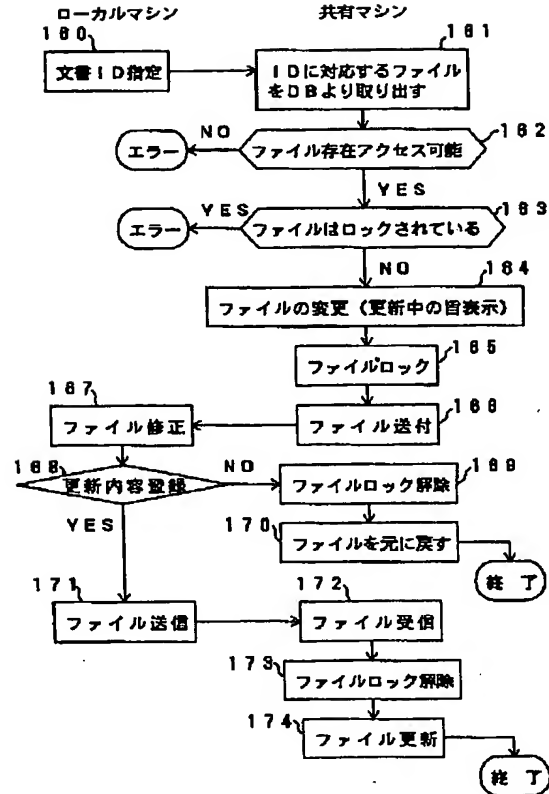 ローカルマシン
共有マシン
160
161
文書ID指定
IDに対応するファイル
をDBより取り出す
NO
162
エラー
ファイル存在アクセス可能
YES
YES
163
エラー
ファイルはロックされている
NO
164
ファイルの変更(更新中の皆表示)
165
ファイルロック
167
166
ファイル修正
ファイル送付
168
NO
169
更新内容登録
ファイルロック解除
YES
170
ファイルを元に戻す
終 了
171
172
ファイル送信
ファイル受信
173
ファイルロック解除
174
ファイル更新
終 了